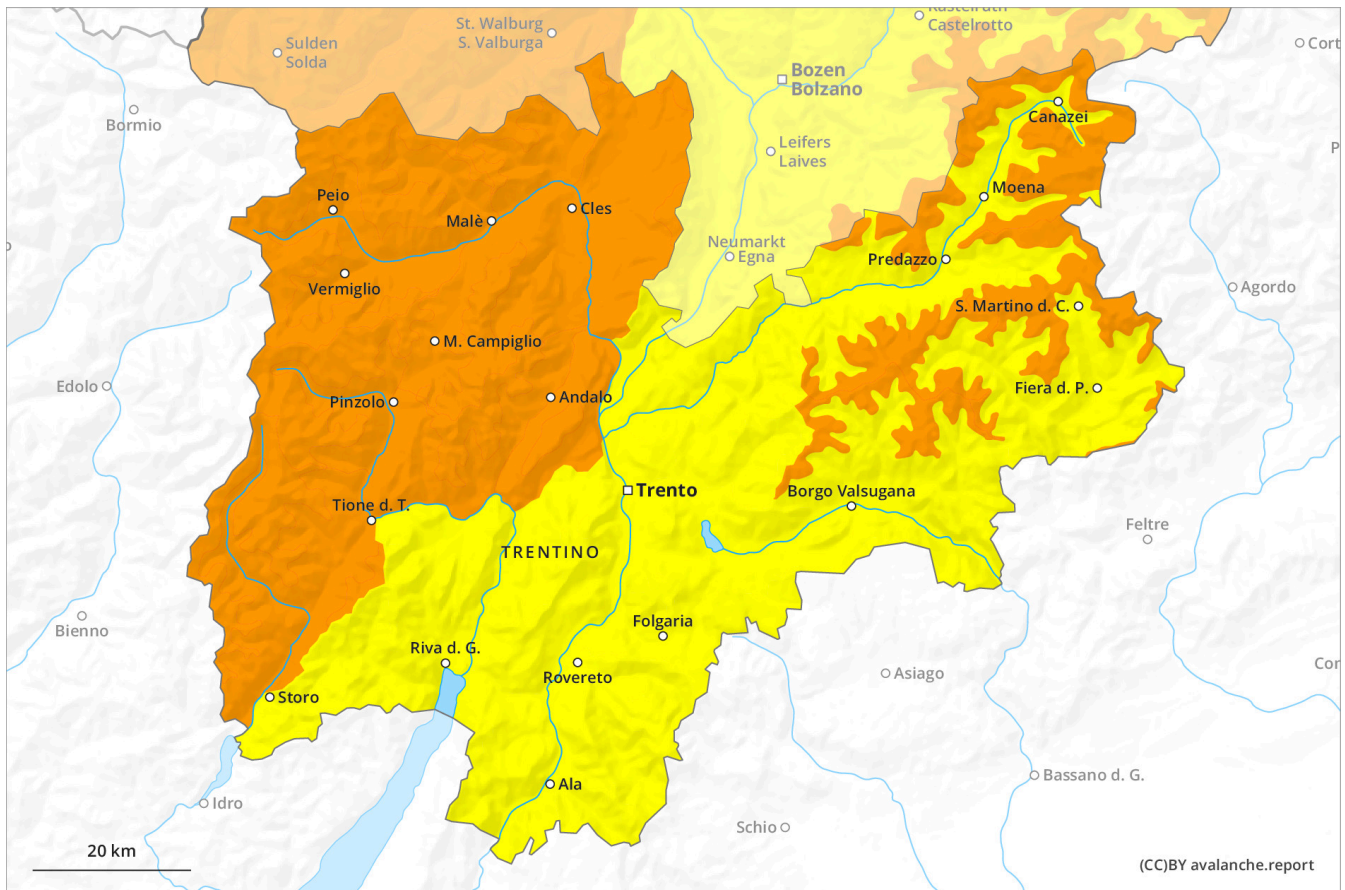 Kastelruth
Castelrotto
St. Walburg
S. Valburga
Sulden
Solda
Cort
Bozen
Bolzano
Bormio
Canazei
Leifers
Laives
P
Peio
Moena
Malè
Cles
Neumarkt
Egna
Predazzo
Vermiglio
Agordo
S. Martino d. C.
M. Campiglio
Edolo
Fiera d. P.
Pinzolo
Andalo
Trento
Borgo Valsugana
Tione d. T.
Feltre
TRENTINO
Bienno
Folgaria
Riva d. G.
Cor
Rovereto
Asiago
Storo
Ala
Bassano d. G.
Idro
Schio
20 km
(CC)BY avalanche.report